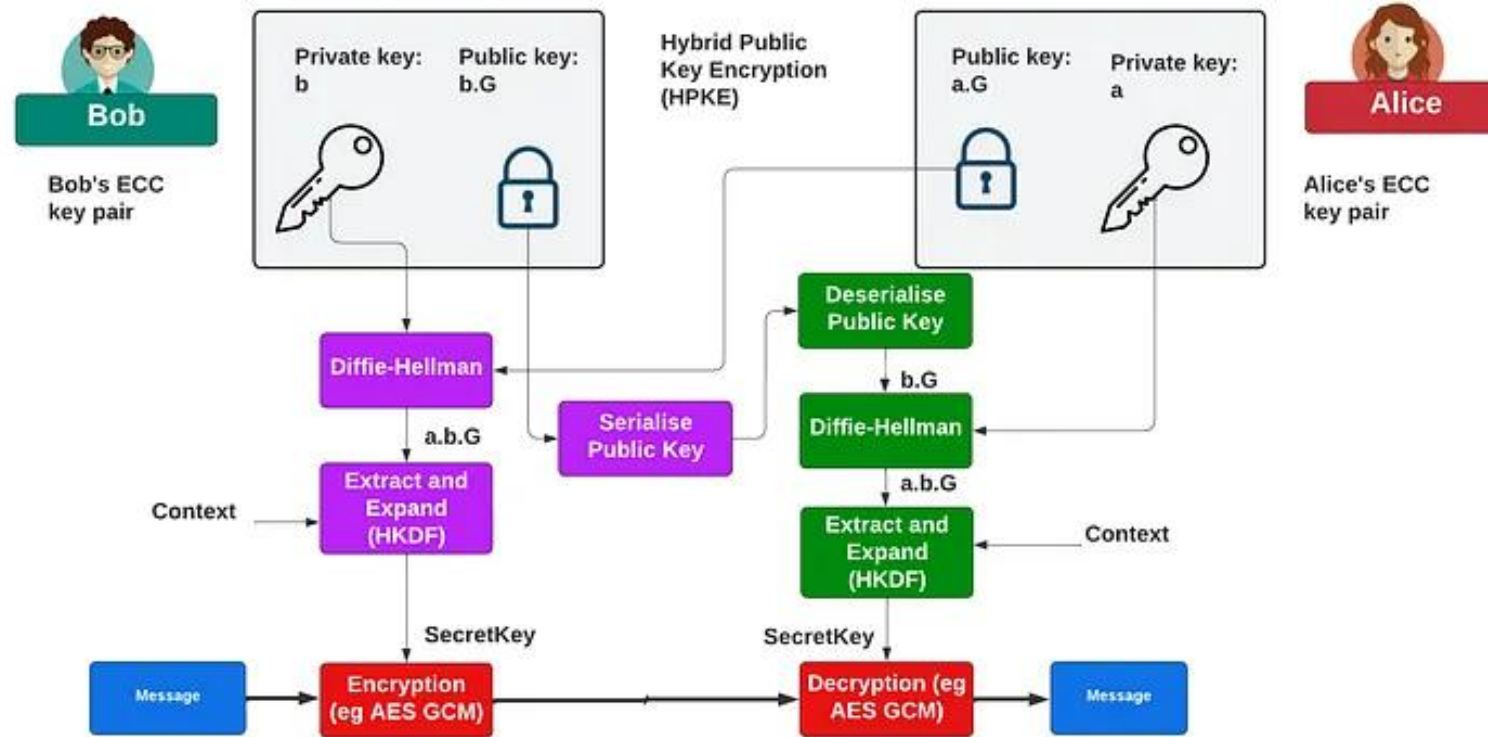 Bob
Bob's ECC
key pair
Private key:
b
Public key:
b.G
Hybrid Public
Key Encryption
(HPKE)
Public key:
a.G
Private key:
a
Alice
Alice's ECC
key pair
Deserialise
Public Key
Diffie-Hellman
b.G
Serialise
Public Key
Diffie-Hellman
a.b.G
a.b.G
Context
Extract and
Expand
(HKDF)
Extract and
Expand
(HKDF)
Context
SecretKey
SecretKey
Message
Encryption
(eg AES GCM)
Decryption (eg
AES GCM)
Message